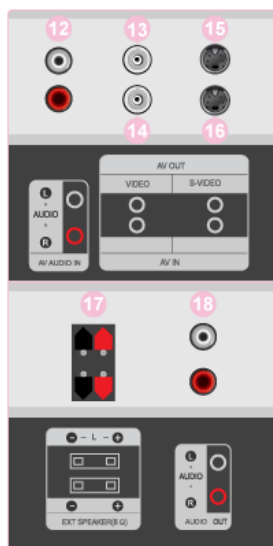 12 13 15
14 16
AV OUT
VIDEO S-VIDEO
L
AUDIO
R
AV AUDIO IN
AV IN
17 18
- L +
- +
EXT SPEAKER(8 Ω)
L
AUDIO
R
AUDIO OUT